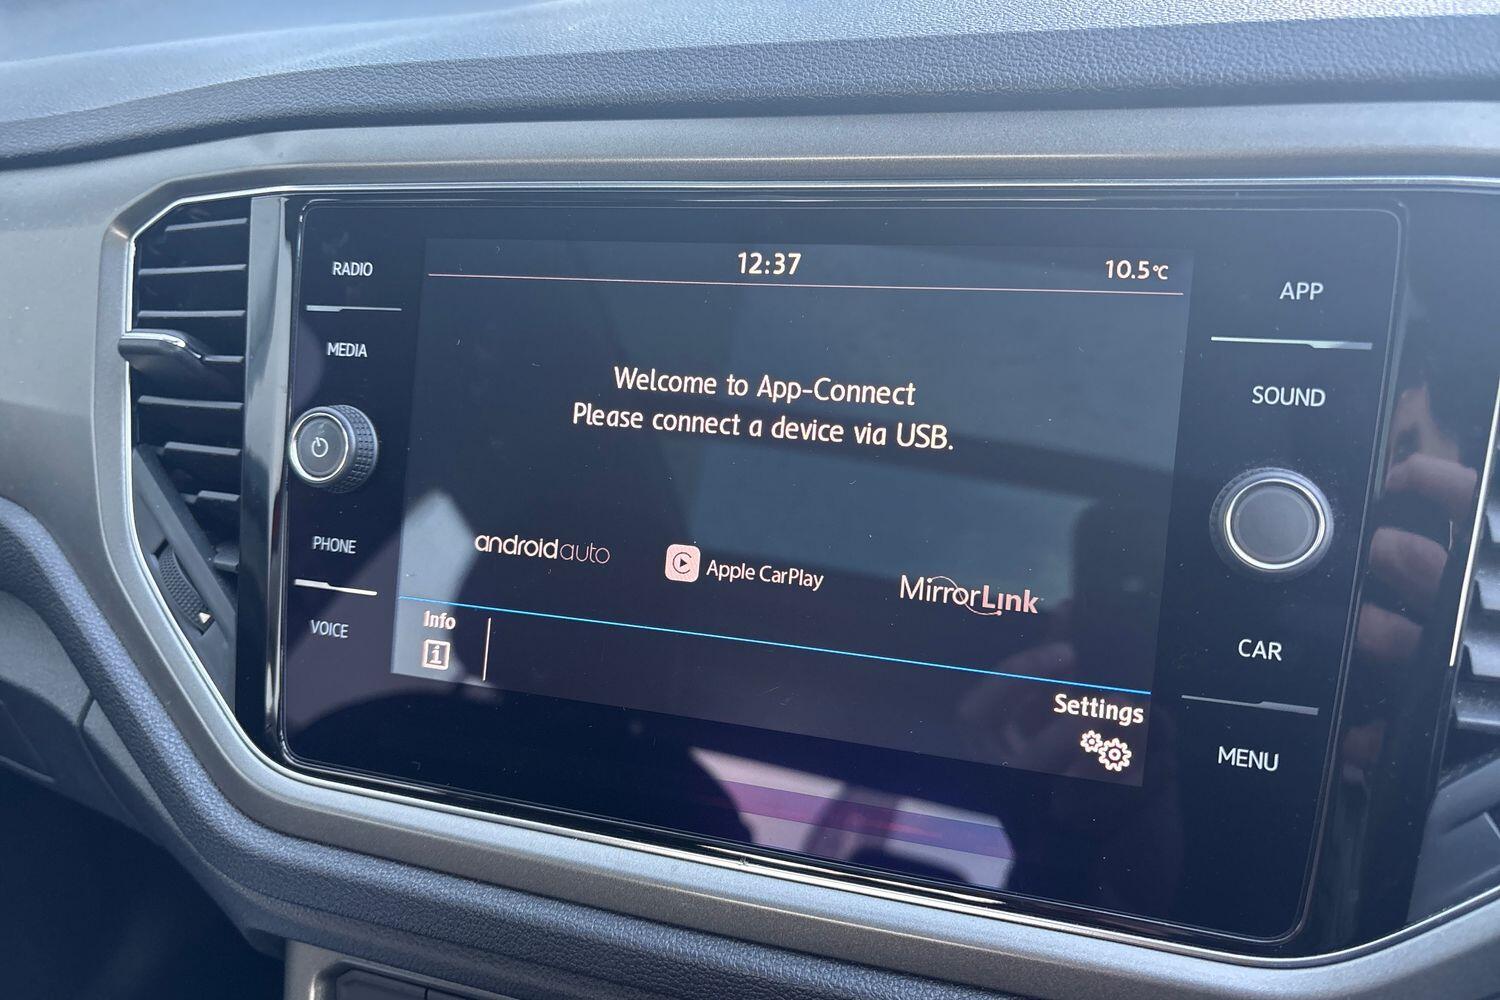 RADIO
MEDIA
PHONE
VOICE
12:37
10.5°C
Welcome to App-Connect
Please connect a device via USB.
androidauto
Apple CarPlay
MirrorLink
Info
i
Settings
APP
SOUND
CAR
MENU